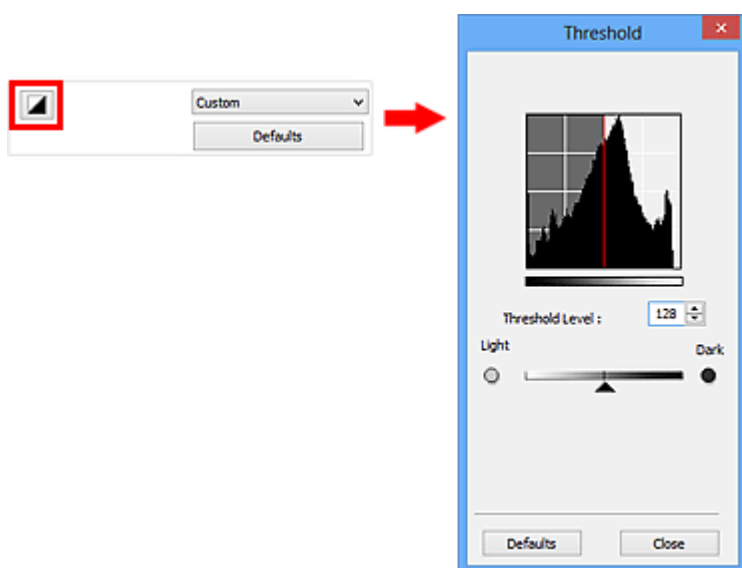 Custom
Defaults
Threshold
Threshold Level : 128
Light Dark
Defaults Close